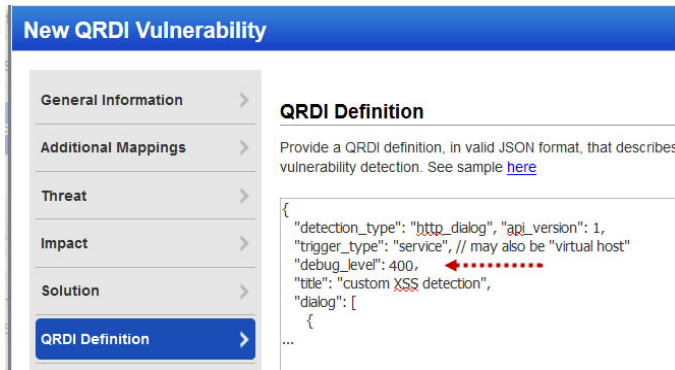 New QRDI Vulnerability
General Information
Additional Mappings
Threat
Impact
Solution
QRDI Definition
QRDI Definition
Provide a QRDI definition, in valid JSON format, that describes
vulnerability detection. See sample here
{
"detection_type": "http_dialog", "api_version": 1,
"trigger_type": "service", // may also be "virtual host"
"debug_level": 400,
"title": "custom XSS detection",
"dialog": [
{
...